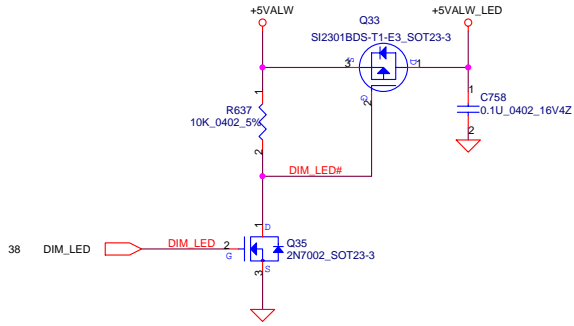 +5VALW
Q33
+5VALW_LED
SI2301BDS-T1-E3_SOT23-3
S
3
D
1
G
2
1
R637
10K_0402_5%
2
1
C758
0.1U_0402_16V4Z
2
DIM_LED#
38
DIM_LED
DIM_LED
2
G
1
D
Q35
2N7002_SOT23-3
3
S